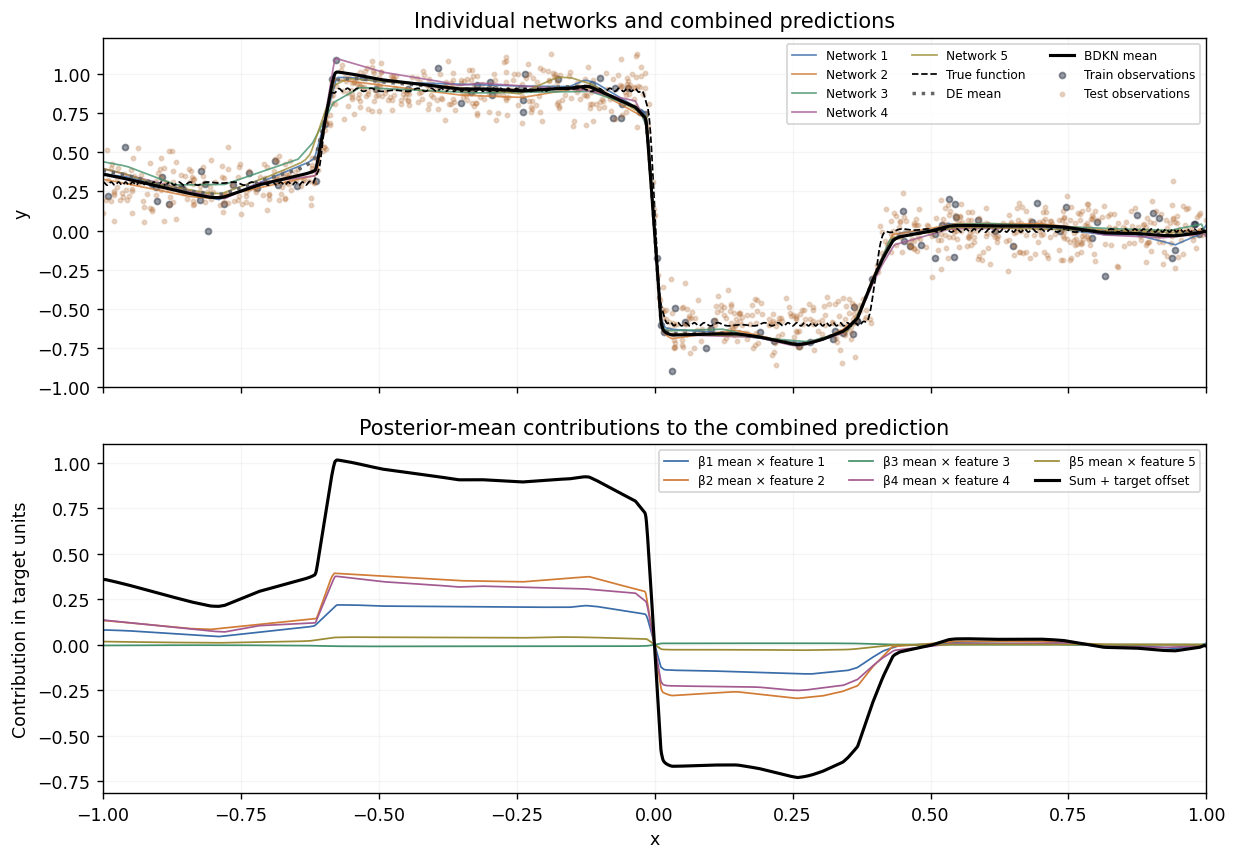 Individual networks and combined predictions
Network 1
Network 2
Network 3
Network 4
Network 5
True function
DE mean
BDKN mean
Train observations
Test observations
1.00
0.75
0.50
0.25
0.00
−0.25
−0.50
−0.75
−1.00
y
Posterior-mean contributions to the combined prediction
β1 mean × feature 1
β2 mean × feature 2
β3 mean × feature 3
β4 mean × feature 4
β5 mean × feature 5
Sum + target offset
1.00
0.75
0.50
0.25
0.00
−0.25
−0.50
−0.75
Contribution in target units
−1.00 −0.75 −0.50 −0.25 0.00 0.25 0.50 0.75 1.00
x